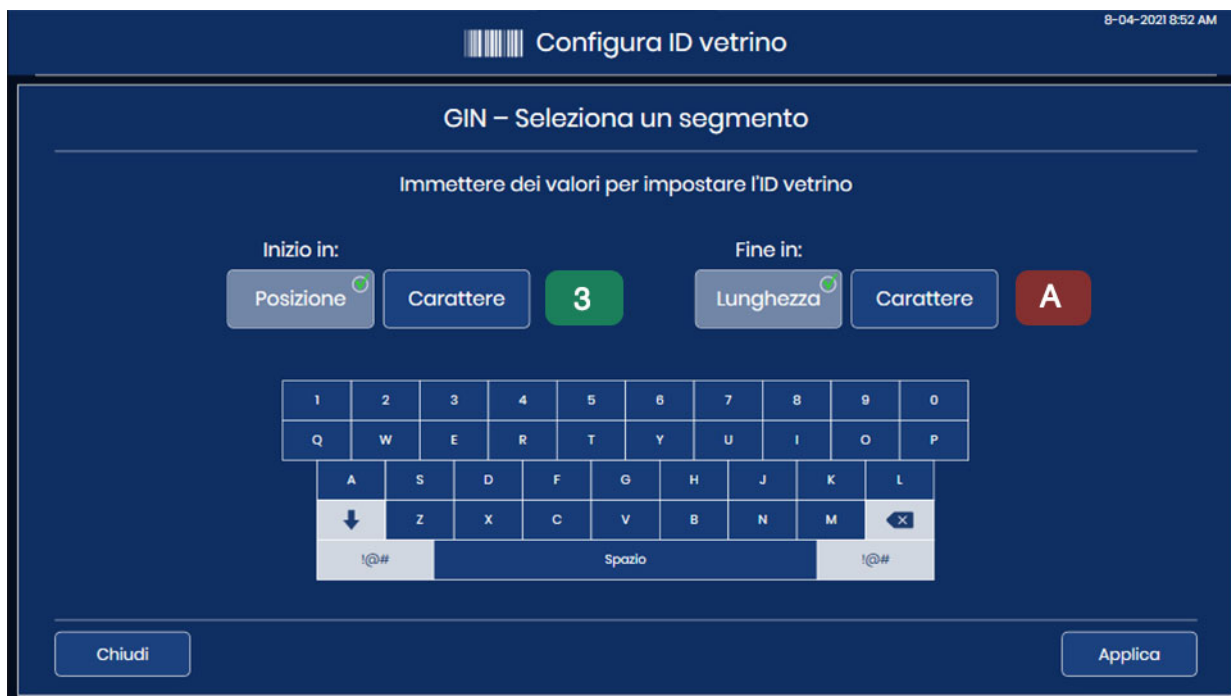 8-04-2021 8:52 AM
Configura ID vetrino
GIN – Seleziona un segmento
Immettere dei valori per impostare l'ID vetrino
Inizio in: Fine in:
Posizione Carattere 3 Lunghezza Carattere A
1 2 3 4 5 6 7 8 9 0
Q W E R T Y U I O P
A S D F G H J K L
Z X C V B N M
!@# Spazio !@#
Chiudi Applica